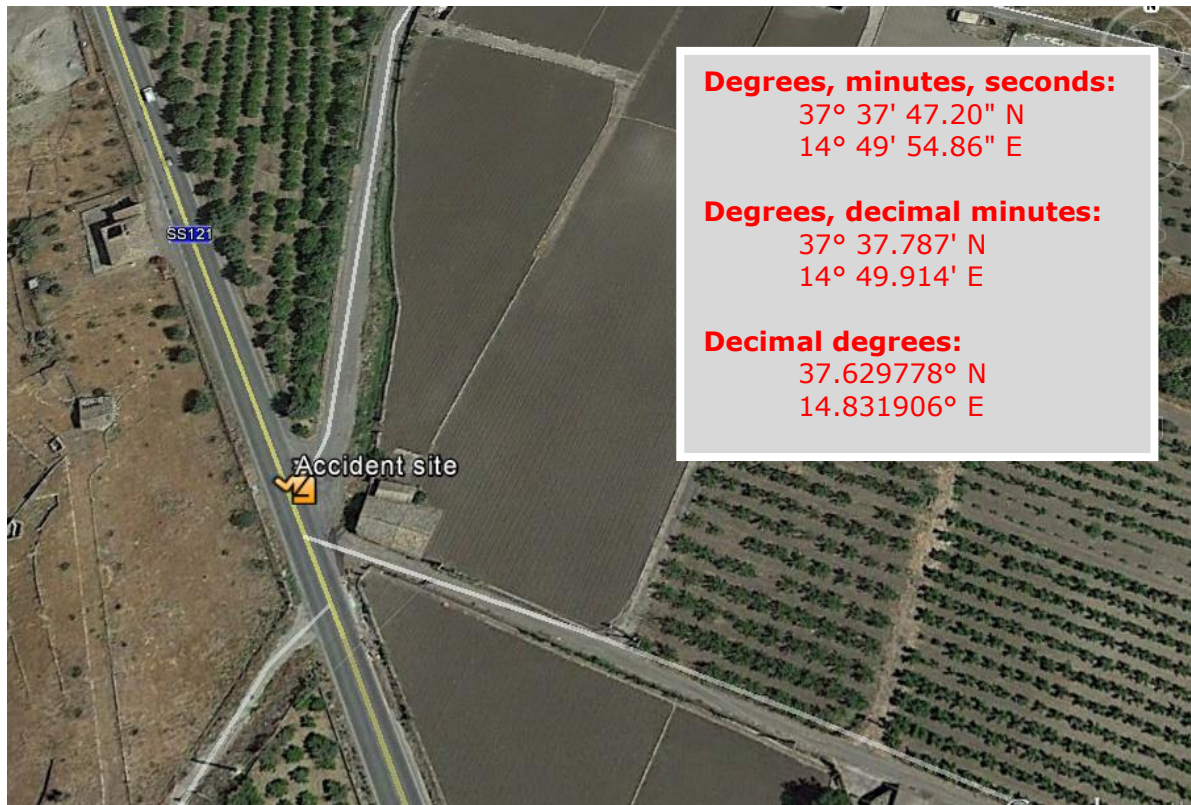 N
Degrees, minutes, seconds:
37° 37' 47.20" N
14° 49' 54.86" E
Degrees, decimal minutes:
37° 37.787' N
14° 49.914' E
Decimal degrees:
37.629778° N
14.831906° E
SS121
Accident site